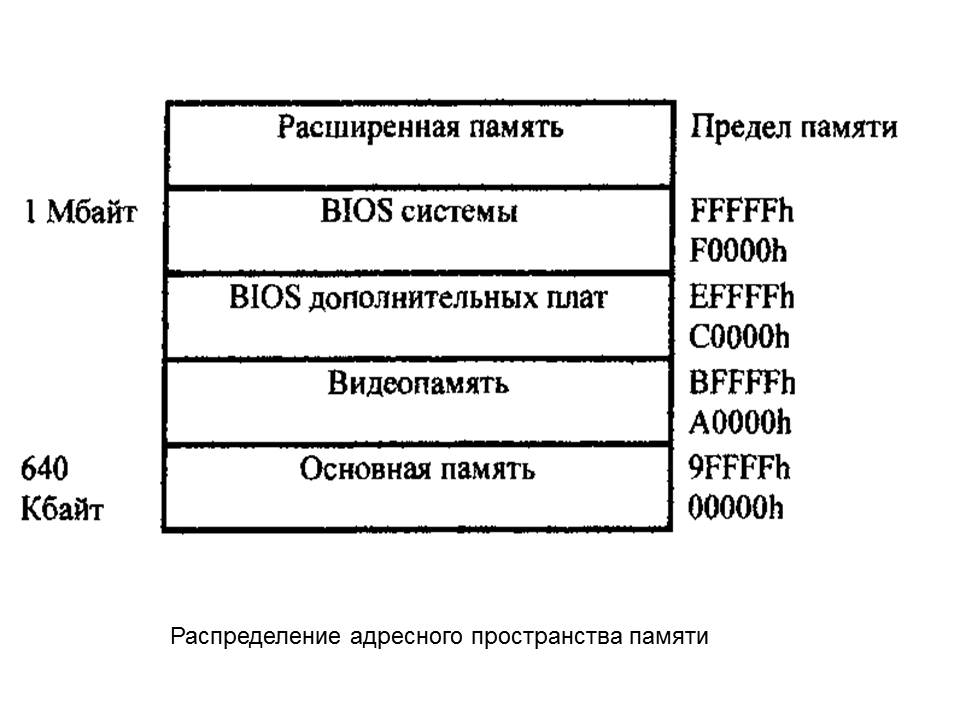 Расширенная память Предел памяти
1 Мбайт BIOS системы FFFFFh
F0000h
BIOS дополнительных плат EFFFFh
C0000h
Видеопамять BFFFFh
A0000h
640 Основная память 9FFFFh
Кбайт 00000h
Распределение адресного пространства памяти